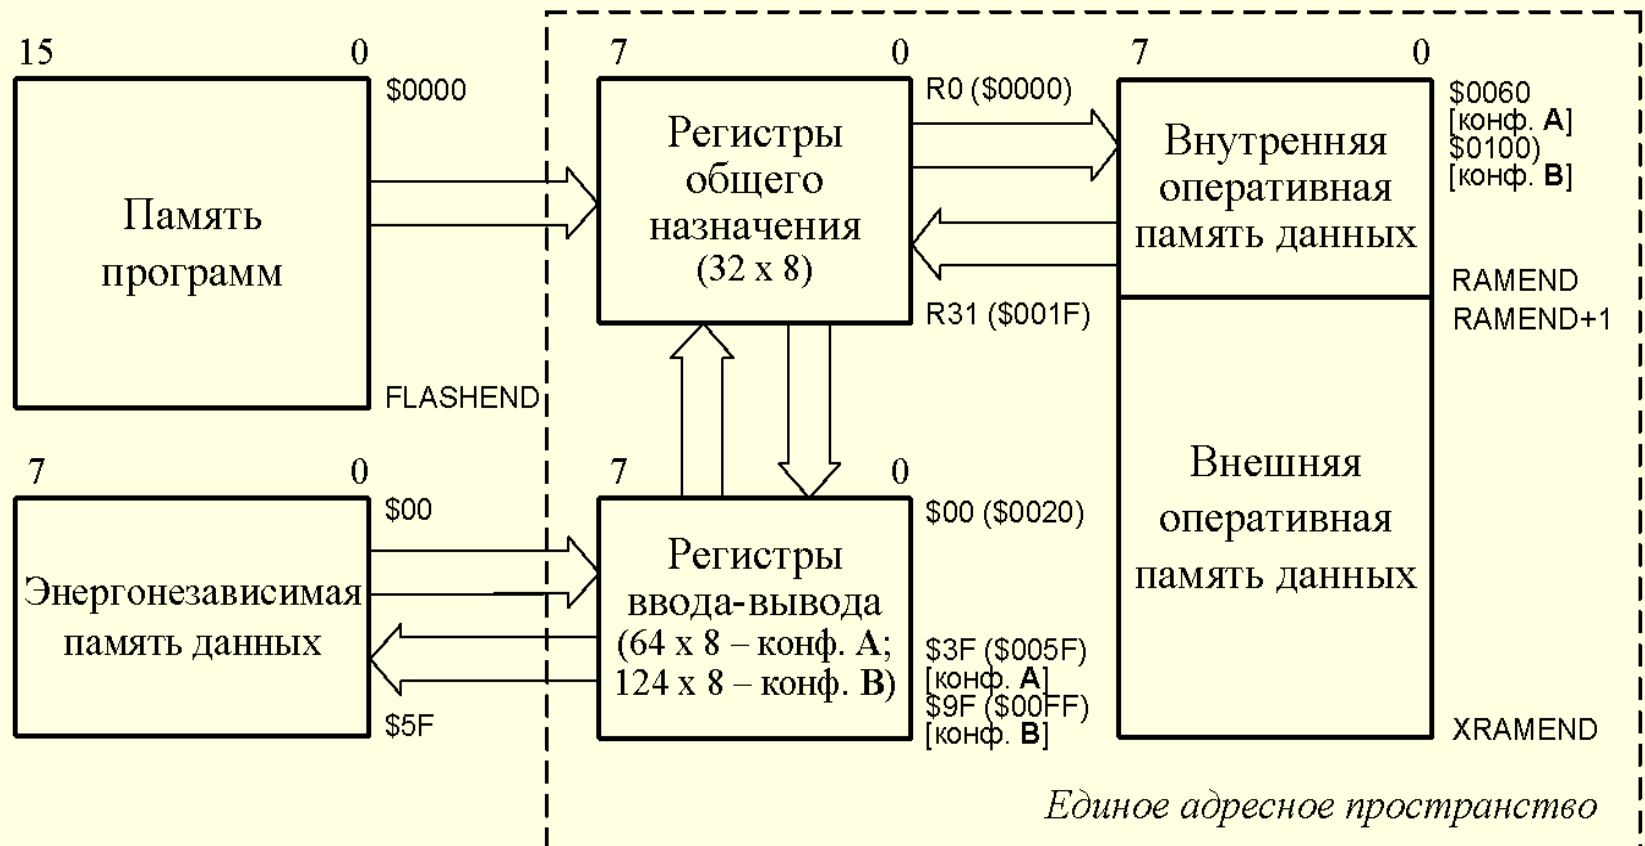 15 0
$0000
Память
программ
FLASHEND
7 0
R0 ($0000)
Регистры
общего
назначения
(32 x 8)
R31 ($001F)
7 0
$0060
[конф. A]
$0100)
[конф. B]
Внутренняя
оперативная
память данных
RAMEND
RAMEND+1
7 0
$00
Энергонезависимая
память данных
$5F
7 0
$00 ($0020)
Регистры
ввода-вывода
(64 x 8 – конф. A;
124 x 8 – конф. B)
$3F ($005F)
[конф. A]
$9F ($00FF)
[конф. B]
Внешняя
оперативная
память данных
XRAMEND
Единое адресное пространство